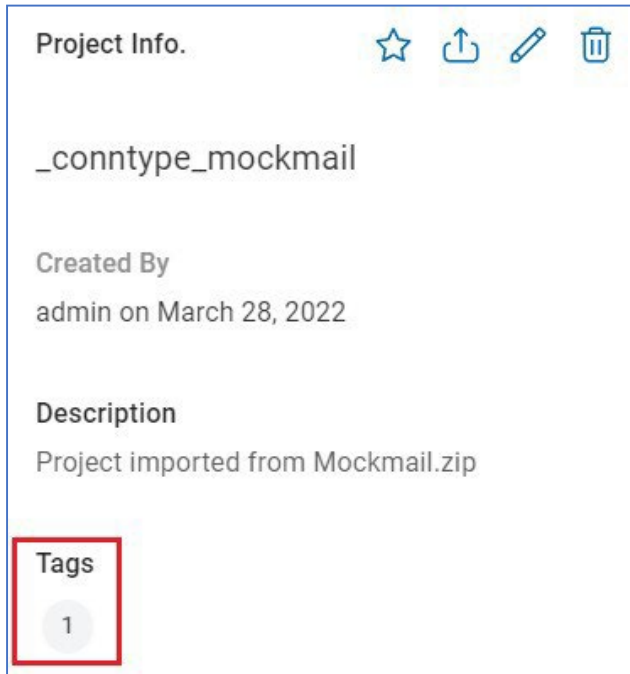 Project Info.
_conntype_mockmail
Created By
admin on March 28, 2022
Description
Project imported from Mockmail.zip
Tags
1